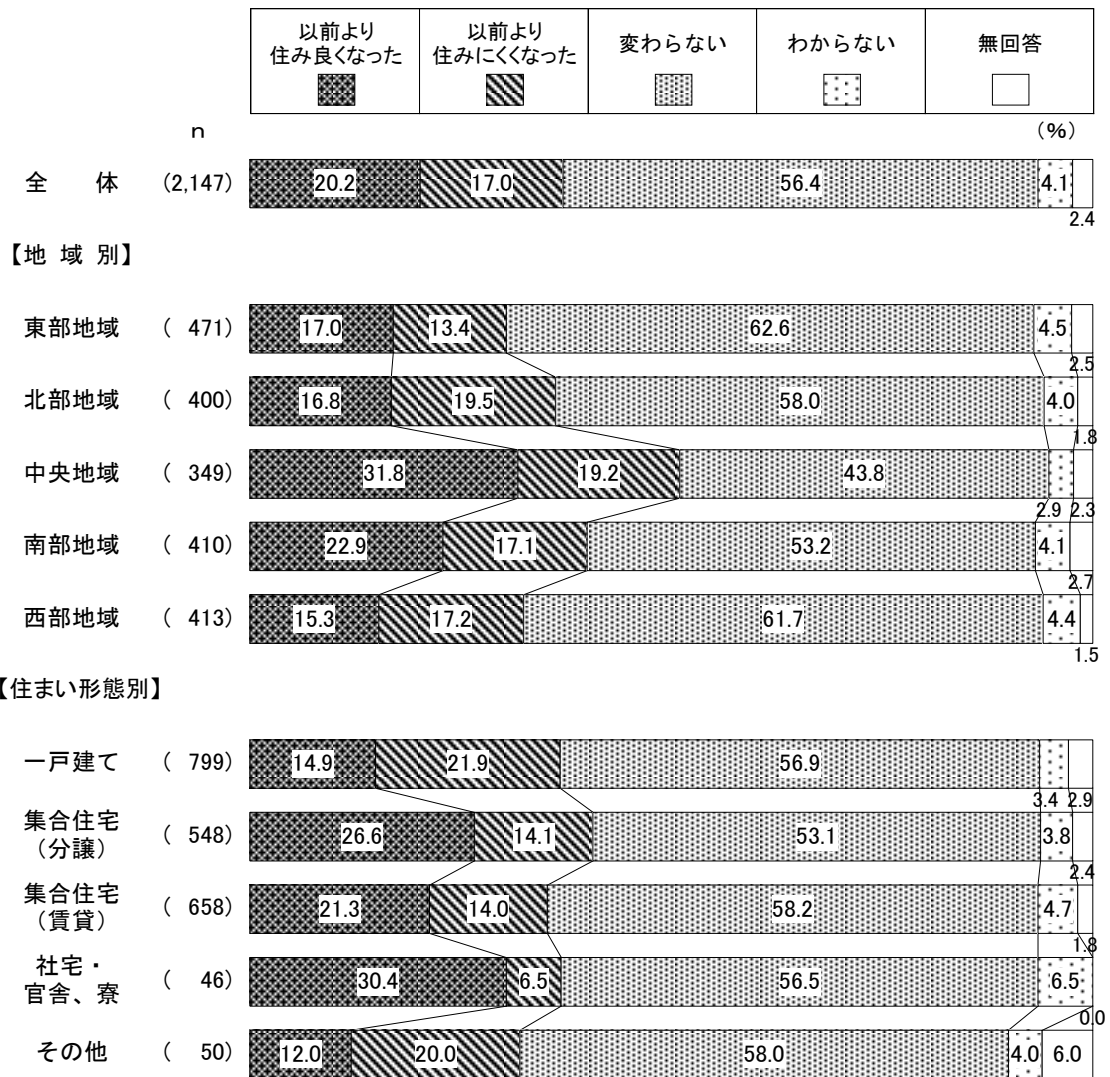 以前より
住み良くなった
以前より
住みにくくなった
変わらない
わからない
無回答
n
(%)
全 体 (2,147) 20.2 17.0 56.4 4.1
2.4
【地 域 別】
東部地域 ( 471) 17.0 13.4 62.6 4.5
2.5
北部地域 ( 400) 16.8 19.5 58.0 4.0
1.8
中央地域 ( 349) 31.8 19.2 43.8
2.9 2.3
南部地域 ( 410) 22.9 17.1 53.2 4.1
2.7
西部地域 ( 413) 15.3 17.2 61.7 4.4
1.5
【住まい形態別】
一戸建て ( 799) 14.9 21.9 56.9
3.4 2.9
集合住宅
(分譲)
( 548) 26.6 14.1 53.1 3.8
2.4
集合住宅
(賃貸)
( 658) 21.3 14.0 58.2 4.7
1.8
社宅・
官舎、寮
( 46) 30.4 6.5 56.5 6.5
0.0
その他 ( 50) 12.0 20.0 58.0 4.0 6.0